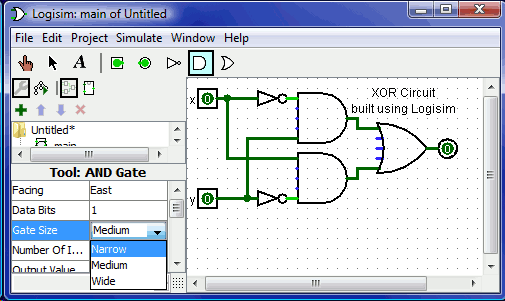 Logisim: main of Untitled
File Edit Project Simulate Window Help
A
Untitled*
main
Tool: AND Gate
Facing East
Data Bits 1
Gate Size Medium
Number Of I...
Output Value
Narrow
Medium
Wide
XOR Circuit
built using Logisim
x 0
y 0
0